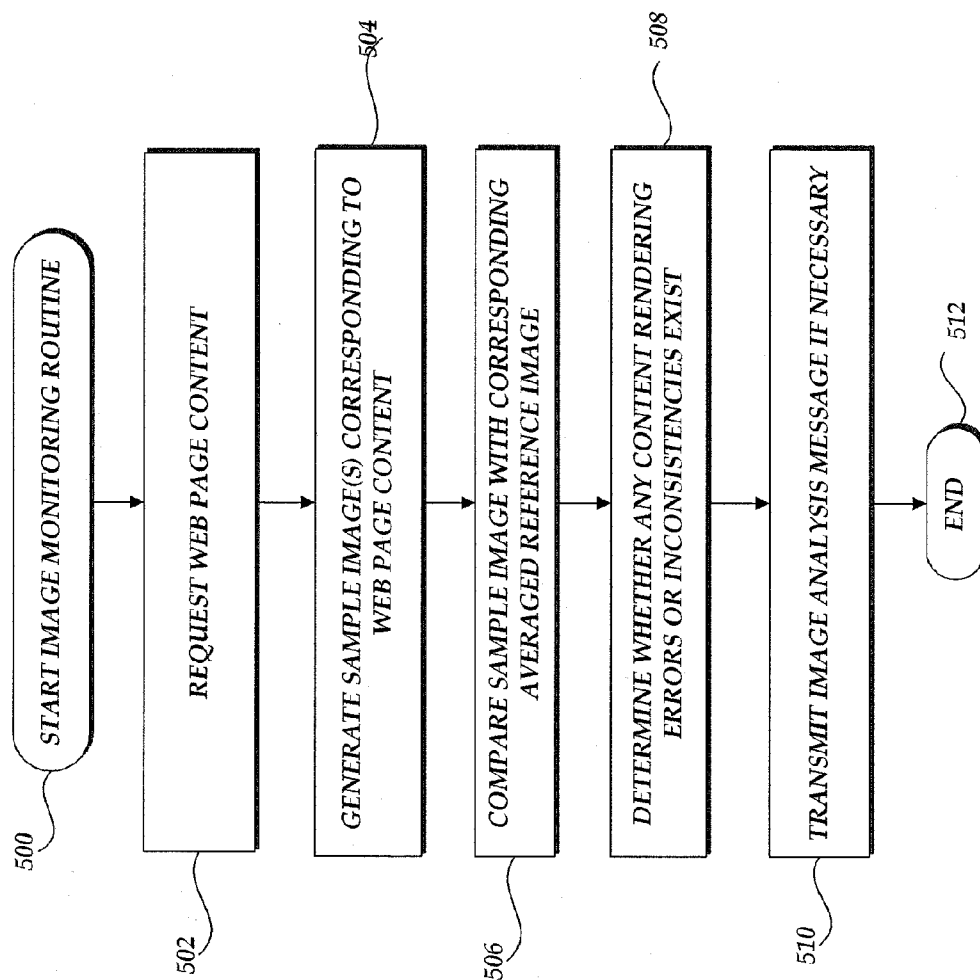 START IMAGE MONITORING ROUTINE
500
REQUEST WEB PAGE CONTENT
502
GENERATE SAMPLE IMAGE(S) CORRESPONDING TO
WEB PAGE CONTENT
504
COMPARE SAMPLE IMAGE WITH CORRESPONDING
AVERAGED REFERENCE IMAGE
506
DETERMINE WHETHER ANY CONTENT RENDERING
ERRORS OR INCONSISTENCIES EXIST
508
TRANSMIT IMAGE ANALYSIS MESSAGE IF NECESSARY
510
END
512